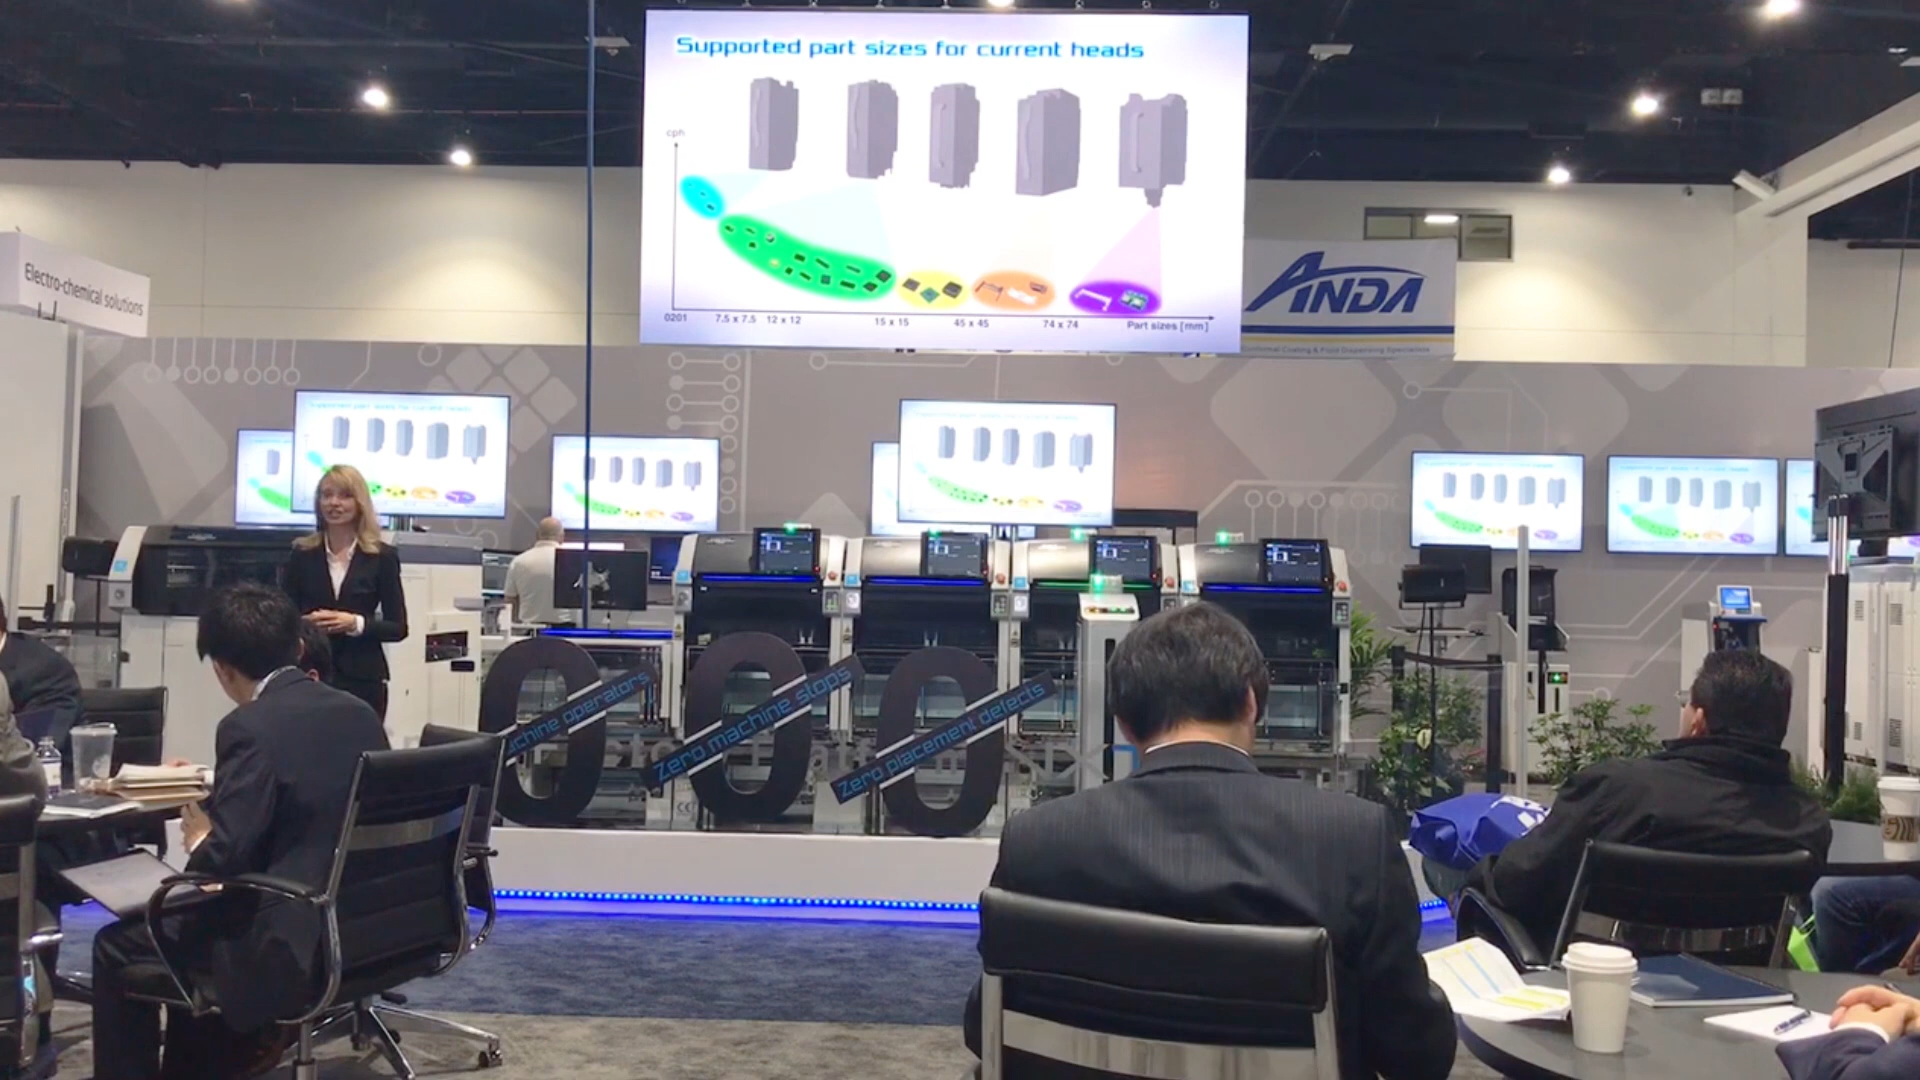 Supported part sizes for current heads
cph
0201
7.5 x 7.5
12 x 12
15 x 15
45 x 45
74 x 74
Part sizes [mm]
ANDA
Electro-chemical solutions
machine operators
Zero machine stops
Zero placement defects